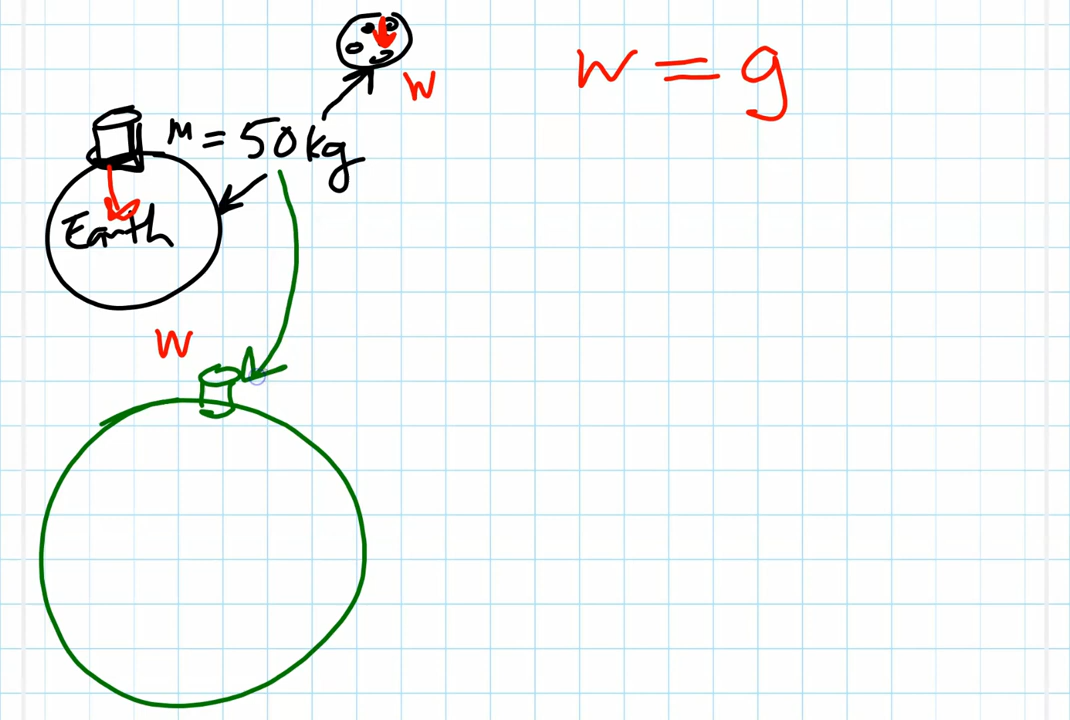 W
W = g
M = 50 kg
Earth
W